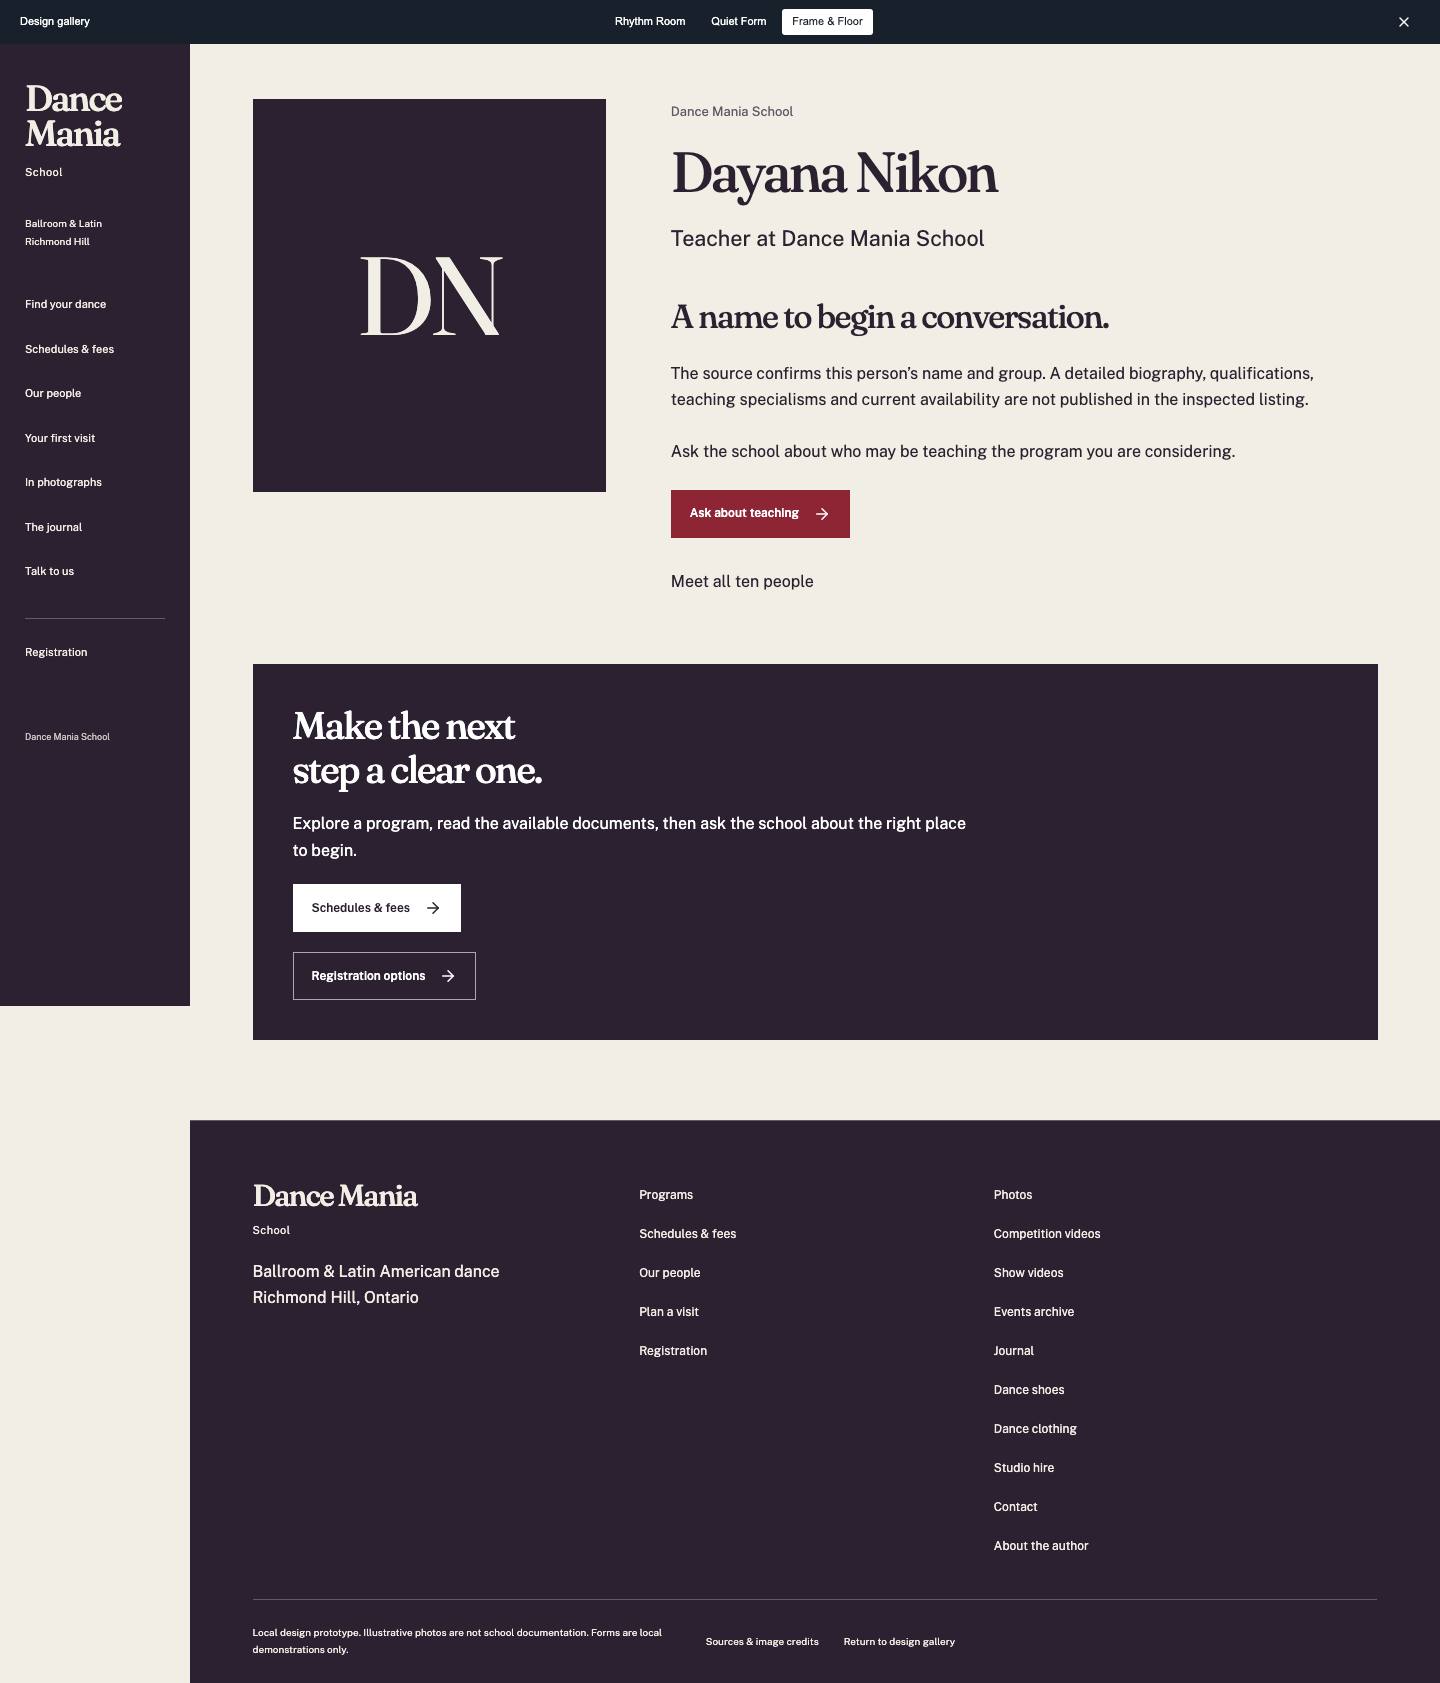 Design gallery
Rhythm Room
Quiet Form
Frame & Floor
Dance
Mania
School
Ballroom & Latin
Richmond Hill
Find your dance
Schedules & fees
Our people
Your first visit
In photographs
The journal
Talk to us
Registration
Dance Mania School
DN
Dance Mania School
Dayana Nikon
Teacher at Dance Mania School
A name to begin a conversation.
The source confirms this person’s name and group. A detailed biography, qualifications,
teaching specialisms and current availability are not published in the inspected listing.
Ask the school about who may be teaching the program you are considering.
Ask about teaching
Meet all ten people
Make the next
step a clear one.
Explore a program, read the available documents, then ask the school about the right place
to begin.
Schedules & fees
Registration options
Dance Mania
School
Ballroom & Latin American dance
Richmond Hill, Ontario
Programs
Schedules & fees
Our people
Plan a visit
Registration
Photos
Competition videos
Show videos
Events archive
Journal
Dance shoes
Dance clothing
Studio hire
Contact
About the author
Local design prototype. Illustrative photos are not school documentation. Forms are local
demonstrations only.
Sources & image credits
Return to design gallery